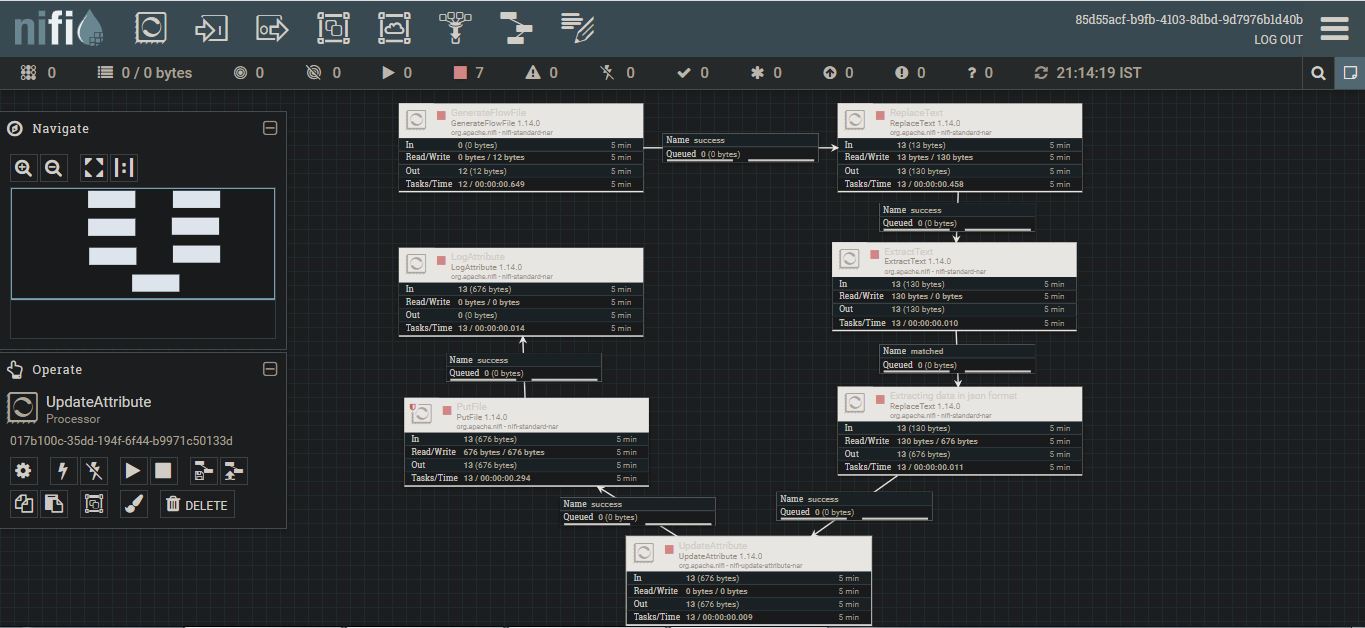 nifi
85d55acf-b9fb-4103-8dbd-9d7976b1d40b
LOG OUT
0 0 / 0 bytes 0 0 0 7 0 0 0 0 0 0 0 21:14:19 IST
Navigate
Operate
UpdateAttribute
Processor
017b100c-35dd-194f-6f44-b9971c50133d
DELETE
GenerateFlowFile
GenerateFlowFile 1.14.0
org.apache.nifi - nifi-standard-nar
In 0 (0 bytes) 5 min
Read/Write 0 bytes / 12 bytes 5 min
Out 12 (12 bytes) 5 min
Tasks/Time 12 / 00:00:00.649 5 min
Name success
Queued 0 (0 bytes)
ReplaceText
ReplaceText 1.14.0
org.apache.nifi - nifi-standard-nar
In 13 (13 bytes) 5 min
Read/Write 13 bytes / 130 bytes 5 min
Out 13 (130 bytes) 5 min
Tasks/Time 13 / 00:00:00.458 5 min
Name success
Queued 0 (0 bytes)
ExtractText
ExtractText 1.14.0
org.apache.nifi - nifi-standard-nar
In 13 (130 bytes) 5 min
Read/Write 130 bytes / 0 bytes 5 min
Out 13 (130 bytes) 5 min
Tasks/Time 13 / 00:00:00.010 5 min
Name matched
Queued 0 (0 bytes)
Extracting data in json format
ReplaceText 1.14.0
org.apache.nifi - nifi-standard-nar
In 13 (130 bytes) 5 min
Read/Write 130 bytes / 676 bytes 5 min
Out 13 (676 bytes) 5 min
Tasks/Time 13 / 00:00:00.011 5 min
Name success
Queued 0 (0 bytes)
UpdateAttribute
UpdateAttribute 1.14.0
org.apache.nifi - nifi-update-attribute-nar
In 13 (676 bytes) 5 min
Read/Write 0 bytes / 0 bytes 5 min
Out 13 (676 bytes) 5 min
Tasks/Time 13 / 00:00:00.009 5 min
Name success
Queued 0 (0 bytes)
PutFile
PutFile 1.14.0
org.apache.nifi - nifi-standard-nar
In 13 (676 bytes) 5 min
Read/Write 676 bytes / 676 bytes 5 min
Out 13 (676 bytes) 5 min
Tasks/Time 13 / 00:00:00.294 5 min
Name success
Queued 0 (0 bytes)
LogAttribute
LogAttribute 1.14.0
org.apache.nifi - nifi-standard-nar
In 13 (676 bytes) 5 min
Read/Write 0 bytes / 0 bytes 5 min
Out 0 (0 bytes) 5 min
Tasks/Time 13 / 00:00:00.014 5 min